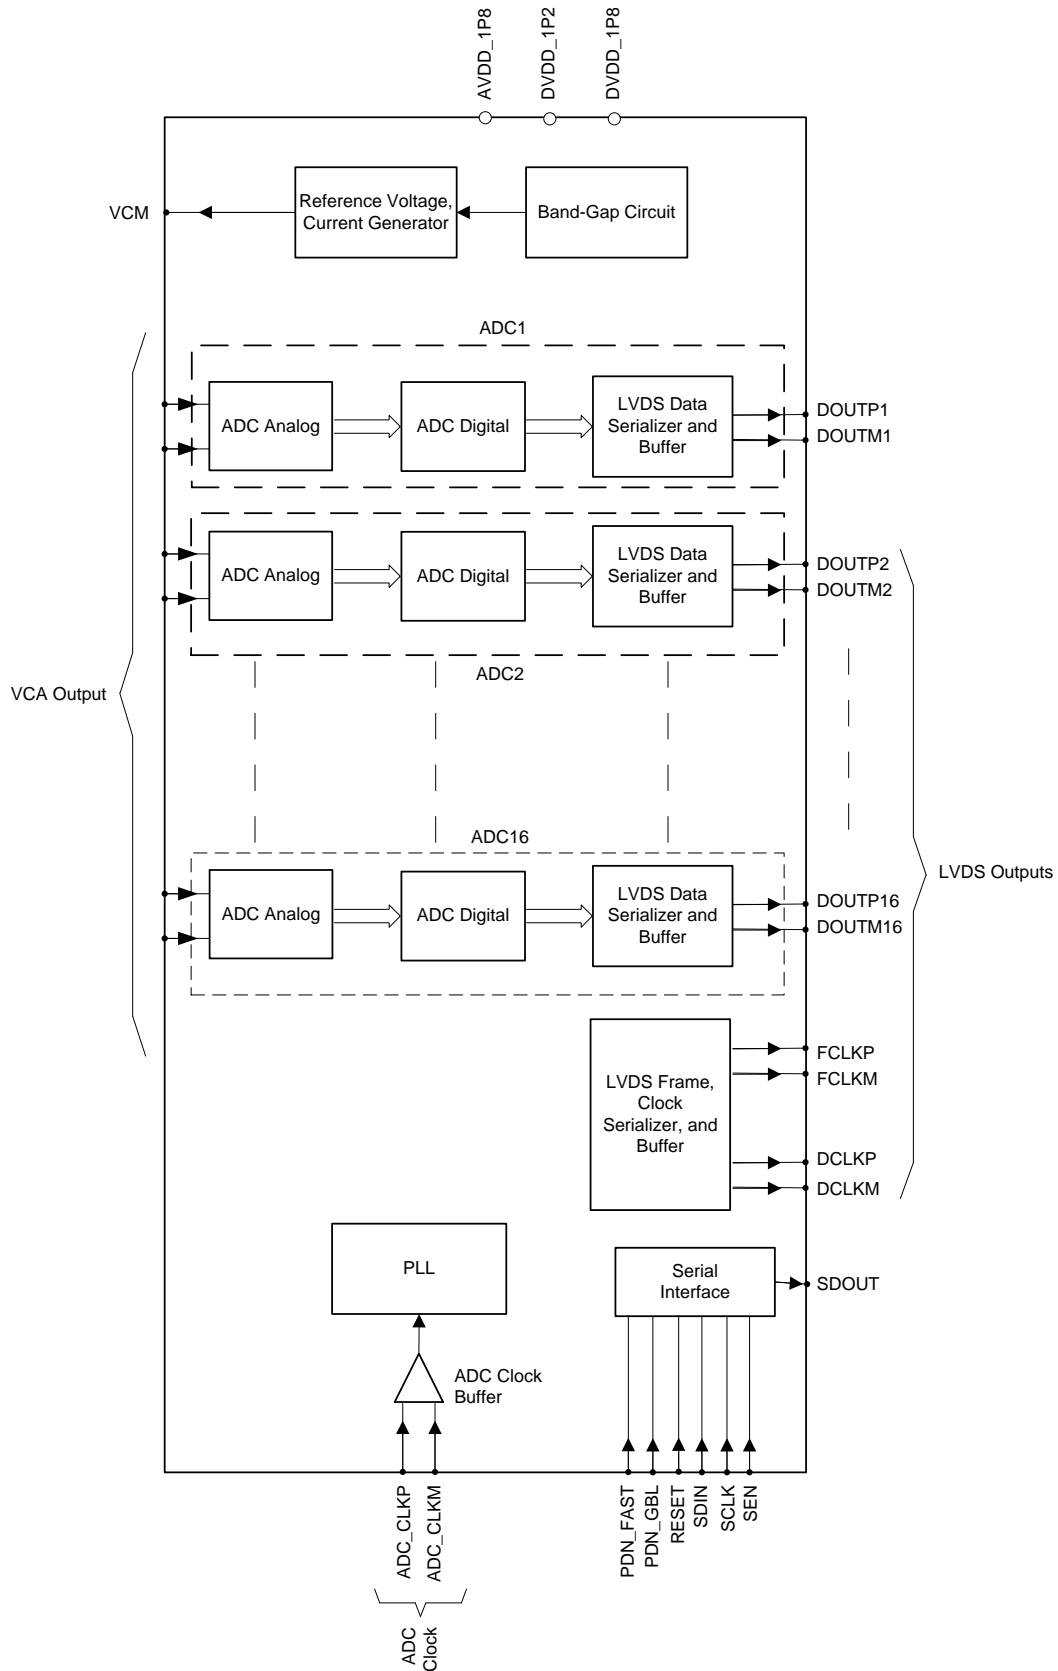 AVDD_1P8
DVDD_1P2
DVDD_1P8
VCM
Reference Voltage,
Current Generator
Band-Gap Circuit
ADC1
ADC Analog
ADC Digital
LVDS Data
Serializer and
Buffer
DOUTP1
DOUTM1
ADC Analog
ADC Digital
LVDS Data
Serializer and
Buffer
DOUTP2
DOUTM2
ADC2
VCA Output
ADC16
ADC Analog
ADC Digital
LVDS Data
Serializer and
Buffer
DOUTP16
DOUTM16
LVDS Outputs
LVDS Frame,
Clock
Serializer, and
Buffer
FCLKP
FCLKM
DCLKP
DCLKM
PLL
Serial
Interface
SDOUT
ADC Clock
Buffer
ADC_CLKP
ADC_CLKM
PDN_FAST
PDN_GBL
RESET
SDIN
SCLK
SEN
ADC
Clock